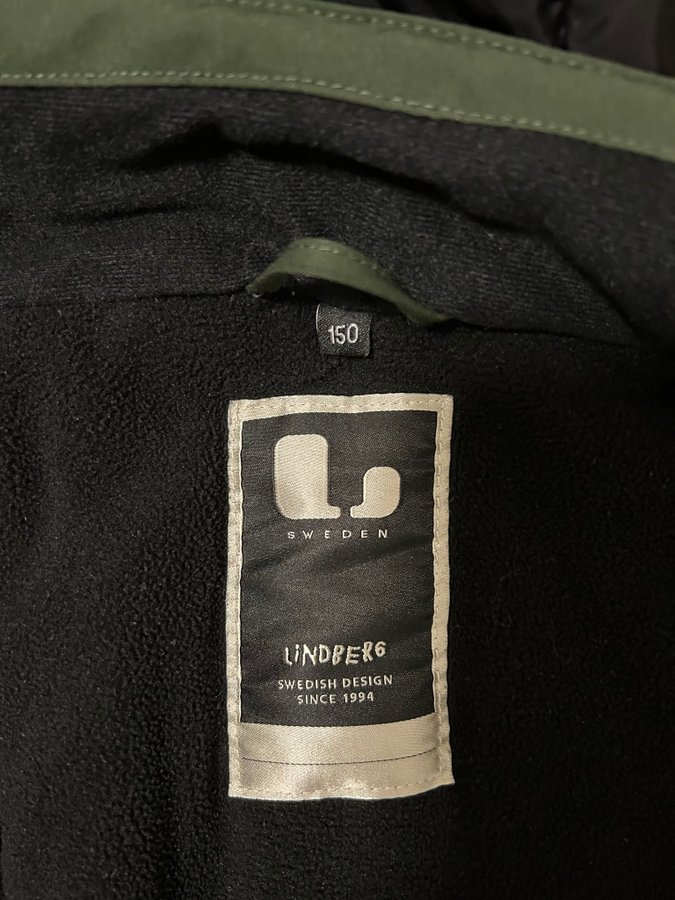 150
SWEDEN
LiNDBERG
SWEDISH DESIGN
SINCE 1994